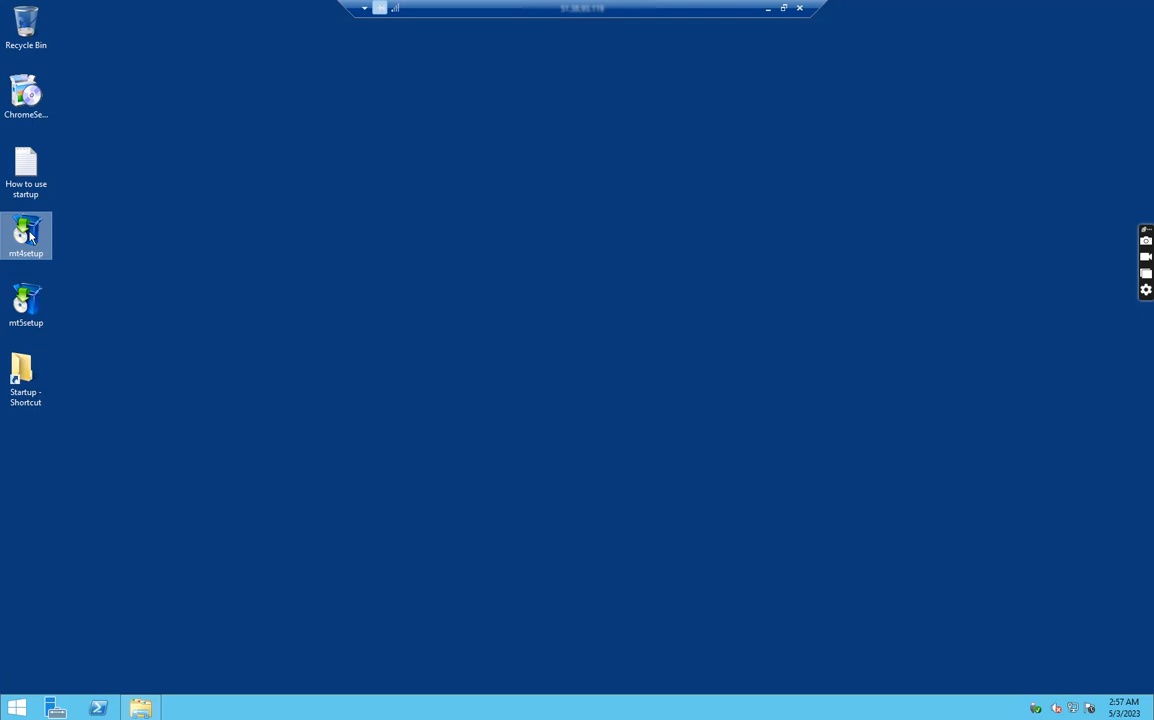 Recycle Bin
ChromeSe...
How to use
startup
mt4setup
mt5setup
Startup -
Shortcut
2:57 AM
5/3/2023